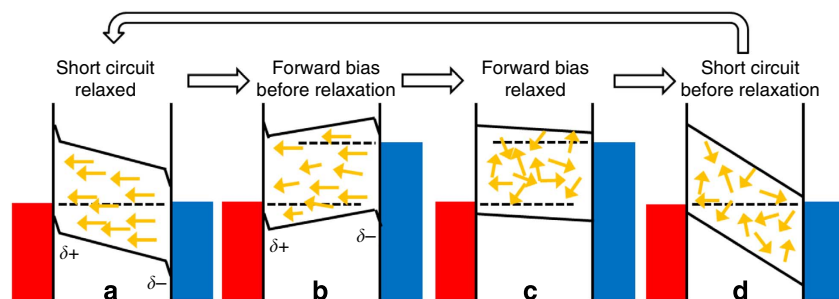 Short circuit
relaxed
Forward bias
before relaxation
Forward bias
relaxed
Short circuit
before relaxation
δ+
δ−
a
δ+
δ−
b
c
d